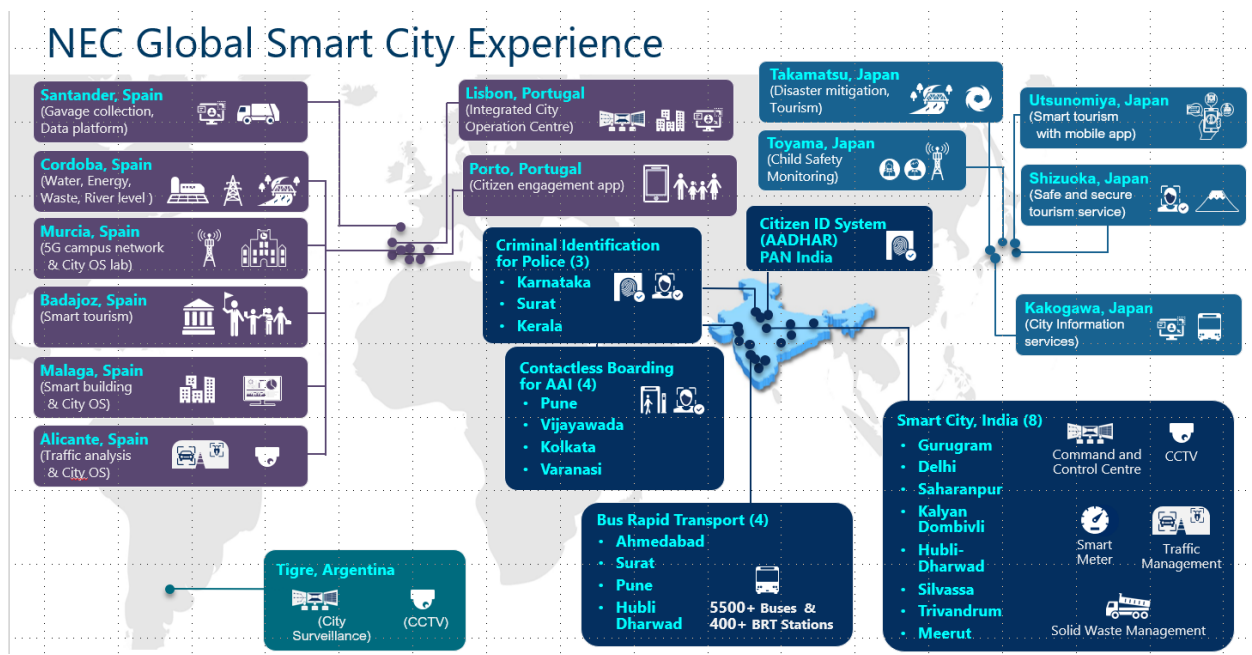 NEC Global Smart City Experience
Santander, Spain
(Gavage collection,
Data platform)
Cordoba, Spain
(Water, Energy,
Waste, River level )
Murcia, Spain
(5G campus network
& City OS lab)
Badajoz, Spain
(Smart tourism)
Malaga, Spain
(Smart building
& City OS)
Alicante, Spain
(Traffic analysis
& City OS)
Lisbon, Portugal
(Integrated City
Operation Centre)
Porto, Portugal
(Citizen engagement app)
Takamatsu, Japan
(Disaster mitigation,
Tourism)
Toyama, Japan
(Child Safety
Monitoring)
Utsunomiya, Japan
(Smart tourism
with mobile app)
Shizuoka, Japan
(Safe and secure
tourism service)
Kakogawa, Japan
(City Information
services)
Citizen ID System
(AADHAR)
PAN India
Criminal Identification
for Police (3)
• Karnataka
• Surat
• Kerala
Contactless Boarding
for AAI (4)
• Pune
• Vijayawada
• Kolkata
• Varanasi
Bus Rapid Transport (4)
• Ahmedabad
• Surat
• Pune
• Hubli
Dharwad
5500+ Buses &
400+ BRT Stations
Smart City, India (8)
• Gurugram
• Delhi
• Saharanpur
• Kalyan
Dombivli
• Hubli-
Dharwad
• Silvassa
• Trivandrum
• Meerut
Command and
Control Centre
CCTV
Smart
Meter
Traffic
Management
Solid Waste Management
Tigre, Argentina
(City
Surveillance)
(CCTV)